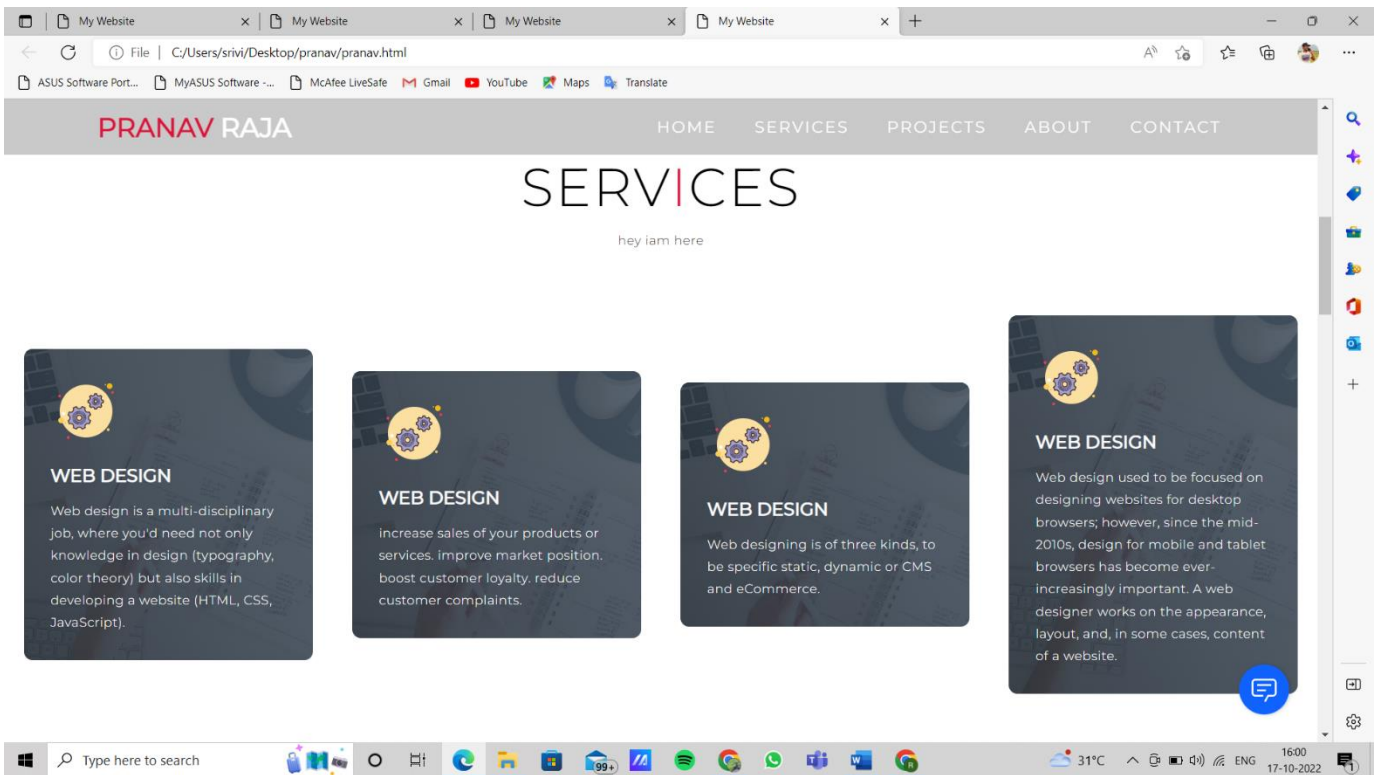 My Website
My Website
My Website
My Website
File | C:/Users/srivi/Desktop/pranav/pranav.html
ASUS Software Port... MyASUS Software -... McAfee LiveSafe Gmail YouTube Maps Translate
PRANAV RAJA
HOME SERVICES PROJECTS ABOUT CONTACT
SERVICES
hey iam here
WEB DESIGN
Web design is a multi-disciplinary
job, where you'd need not only
knowledge in design (typography,
color theory) but also skills in
developing a website (HTML, CSS,
JavaScript).
WEB DESIGN
increase sales of your products or
services. improve market position.
boost customer loyalty. reduce
customer complaints.
WEB DESIGN
Web designing is of three kinds, to
be specific static, dynamic or CMS
and eCommerce.
WEB DESIGN
Web design used to be focused on
designing websites for desktop
browsers; however, since the mid-
2010s, design for mobile and tablet
browsers has become ever-
increasingly important. A web
designer works on the appearance,
layout, and, in some cases, content
of a website.
Type here to search
99+
31°C
ENG
16:00
17-10-2022
1